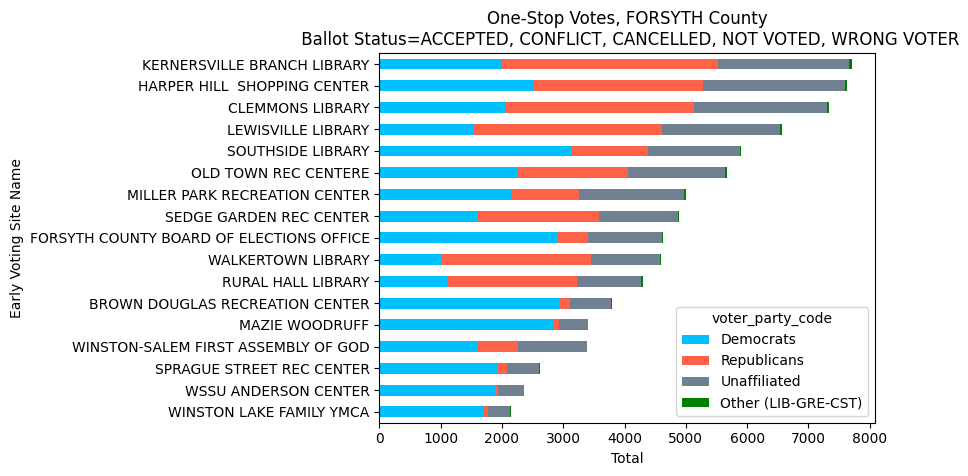 One-Stop Votes, FORSYTH County
Ballot Status=ACCEPTED, CONFLICT, CANCELLED, NOT VOTED, WRONG VOTER
Early Voting Site Name
KERNERSVILLE BRANCH LIBRARY
HARPER HILL  SHOPPING CENTER
CLEMMONS LIBRARY
LEWISVILLE LIBRARY
SOUTHSIDE LIBRARY
OLD TOWN REC CENTERE
MILLER PARK RECREATION CENTER
SEDGE GARDEN REC CENTER
FORSYTH COUNTY BOARD OF ELECTIONS OFFICE
WALKERTOWN LIBRARY
RURAL HALL LIBRARY
BROWN DOUGLAS RECREATION CENTER
MAZIE WOODRUFF
WINSTON-SALEM FIRST ASSEMBLY OF GOD
SPRAGUE STREET REC CENTER
WSSU ANDERSON CENTER
WINSTON LAKE FAMILY YMCA
voter_party_code
Democrats
Republicans
Unaffiliated
Other (LIB-GRE-CST)
0 1000 2000 3000 4000 5000 6000 7000 8000
Total